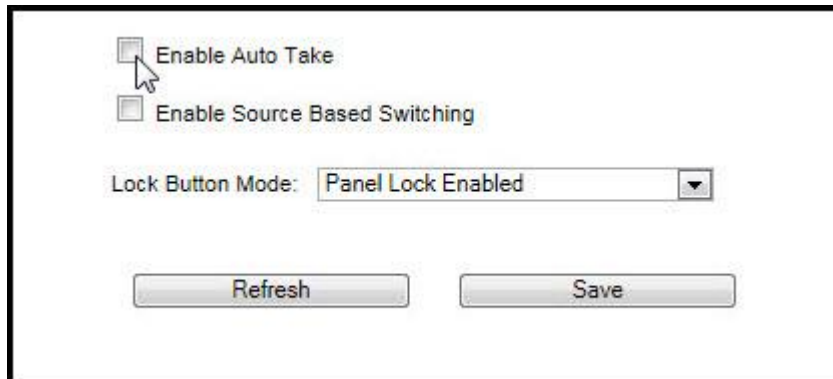 Enable Auto Take
Enable Source Based Switching
Lock Button Mode: Panel Lock Enabled
Refresh Save